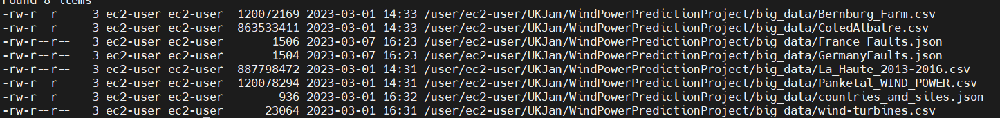 Found 8 items
-rw-r--r-- 3 ec2-user ec2-user 120072169 2023-03-01 14:33 /user/ec2-user/UKJan/WindPowerPredictionProject/big_data/Bernburg_Farm.csv
-rw-r--r-- 3 ec2-user ec2-user 863533411 2023-03-01 14:33 /user/ec2-user/UKJan/WindPowerPredictionProject/big_data/CotedAlbatre.csv
-rw-r--r-- 3 ec2-user ec2-user 1506 2023-03-07 16:23 /user/ec2-user/UKJan/WindPowerPredictionProject/big_data/France_Faults.json
-rw-r--r-- 3 ec2-user ec2-user 1504 2023-03-07 16:23 /user/ec2-user/UKJan/WindPowerPredictionProject/big_data/GermanyFaults.json
-rw-r--r-- 3 ec2-user ec2-user 887798472 2023-03-01 14:31 /user/ec2-user/UKJan/WindPowerPredictionProject/big_data/La_Haute_2013-2016.csv
-rw-r--r-- 3 ec2-user ec2-user 120078294 2023-03-01 14:31 /user/ec2-user/UKJan/WindPowerPredictionProject/big_data/Panketal_WIND_POWER.csv
-rw-r--r-- 3 ec2-user ec2-user 936 2023-03-01 16:32 /user/ec2-user/UKJan/WindPowerPredictionProject/big_data/countries_and_sites.json
-rw-r--r-- 3 ec2-user ec2-user 23064 2023-03-01 16:31 /user/ec2-user/UKJan/WindPowerPredictionProject/big_data/wind-turbines.csv